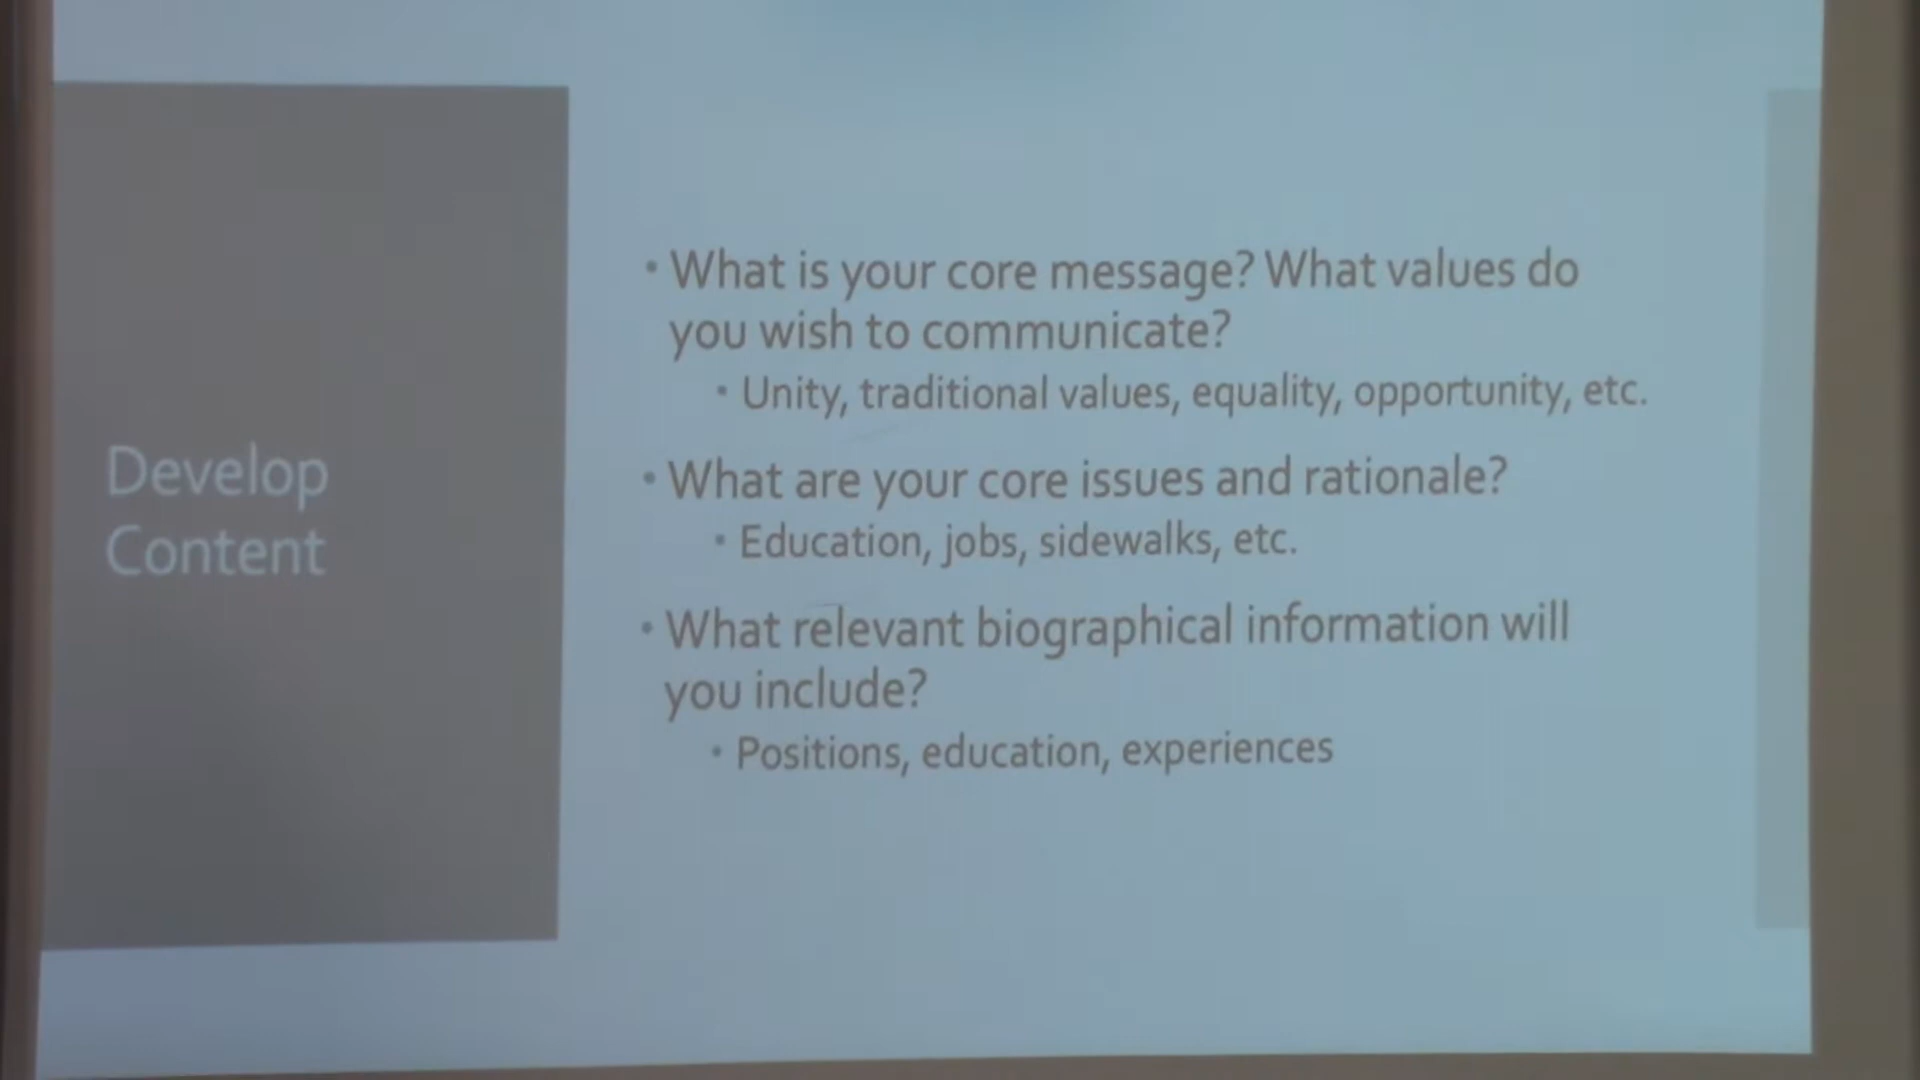 Develop
Content
• What is your core message? What values do
you wish to communicate?
• Unity, traditional values, equality, opportunity, etc.
• What are your core issues and rationale?
• Education, jobs, sidewalks, etc.
• What relevant biographical information will
you include?
• Positions, education, experiences